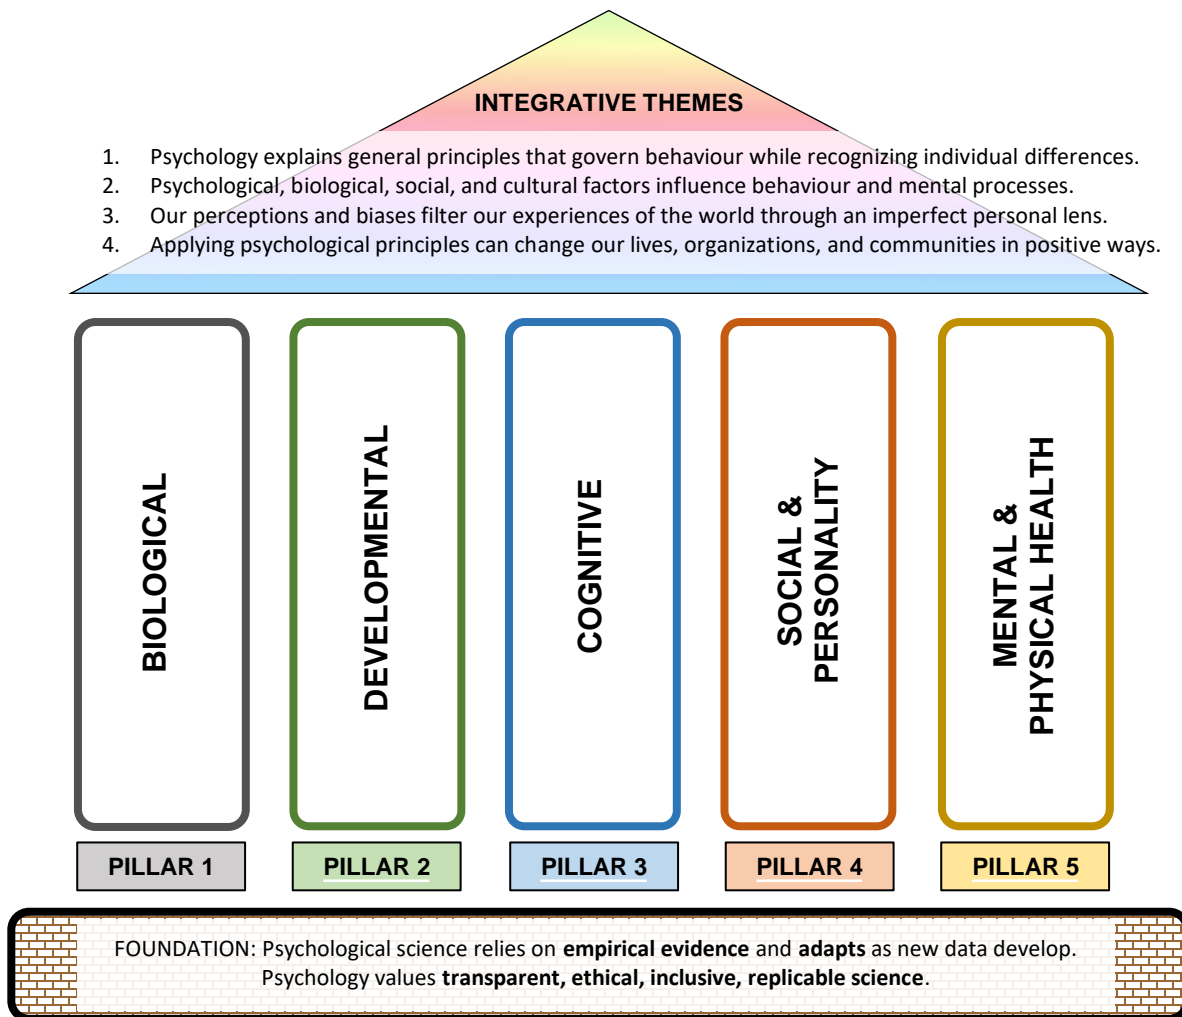 INTEGRATIVE THEMES
1. Psychology explains general principles that govern behaviour while recognizing individual differences.
2. Psychological, biological, social, and cultural factors influence behaviour and mental processes.
3. Our perceptions and biases filter our experiences of the world through an imperfect personal lens.
4. Applying psychological principles can change our lives, organizations, and communities in positive ways.
BIOLOGICAL
DEVELOPMENTAL
COGNITIVE
SOCIAL &
PERSONALITY
MENTAL &
PHYSICAL HEALTH
PILLAR 1
PILLAR 2
PILLAR 3
PILLAR 4
PILLAR 5
FOUNDATION: Psychological science relies on empirical evidence and adapts as new data develop.
Psychology values transparent, ethical, inclusive, replicable science.